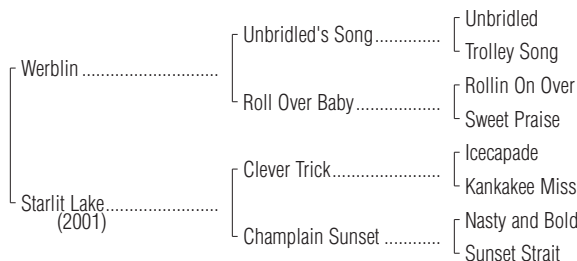 Unbridled
Unbridled's Song
Trolley Song
Werblin
Rollin On Over
Roll Over Baby
Sweet Praise
Icecapade
Clever Trick
Kankakee Miss
Starlit Lake
(2001)
Nasty and Bold
Champlain Sunset
Sunset Strait